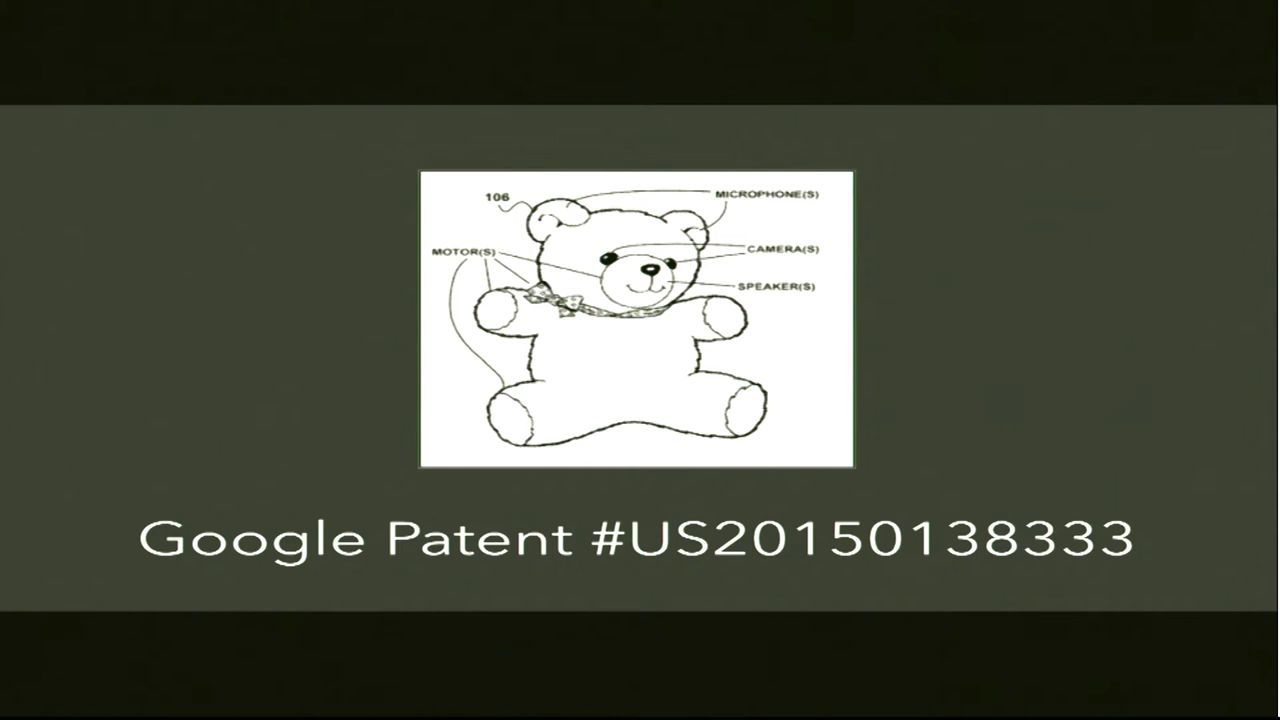 106
MICROPHONE(S)
MOTOR(S)
CAMERA(S)
SPEAKER(S)
Google Patent #US20150138333